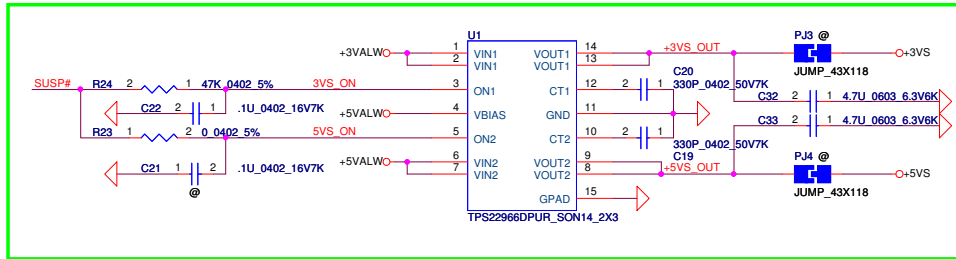 U1
PJ3 @
+3VALW 1 VIN1 VOUT1 14 +3VS_OUT +3VS
2 VIN1 VOUT1 13
JUMP_43X118
SUSP# R24 2 1 47K_0402_5% 3VS_ON 3 ON1 CT1 12 2 1 C20
330P_0402_50V7K
C22 2 1 .1U_0402_16V7K +5VALW 4 VBIAS GND 11
C32 2 1 4.7U_0603_6.3V6K
R23 1 2 0_0402_5% 5VS_ON 5 ON2 CT2 10 2 1
C33 2 1 4.7U_0603_6.3V6K
330P_0402_50V7K
C19
+5VALW 6 VIN2 VOUT2 9
7 VIN2 VOUT2 8 +5VS_OUT
PJ4 @
+5VS
C21 1 2 .1U_0402_16V7K
@
JUMP_43X118
GPAD 15
TPS22966DPUR_SON14_2X3